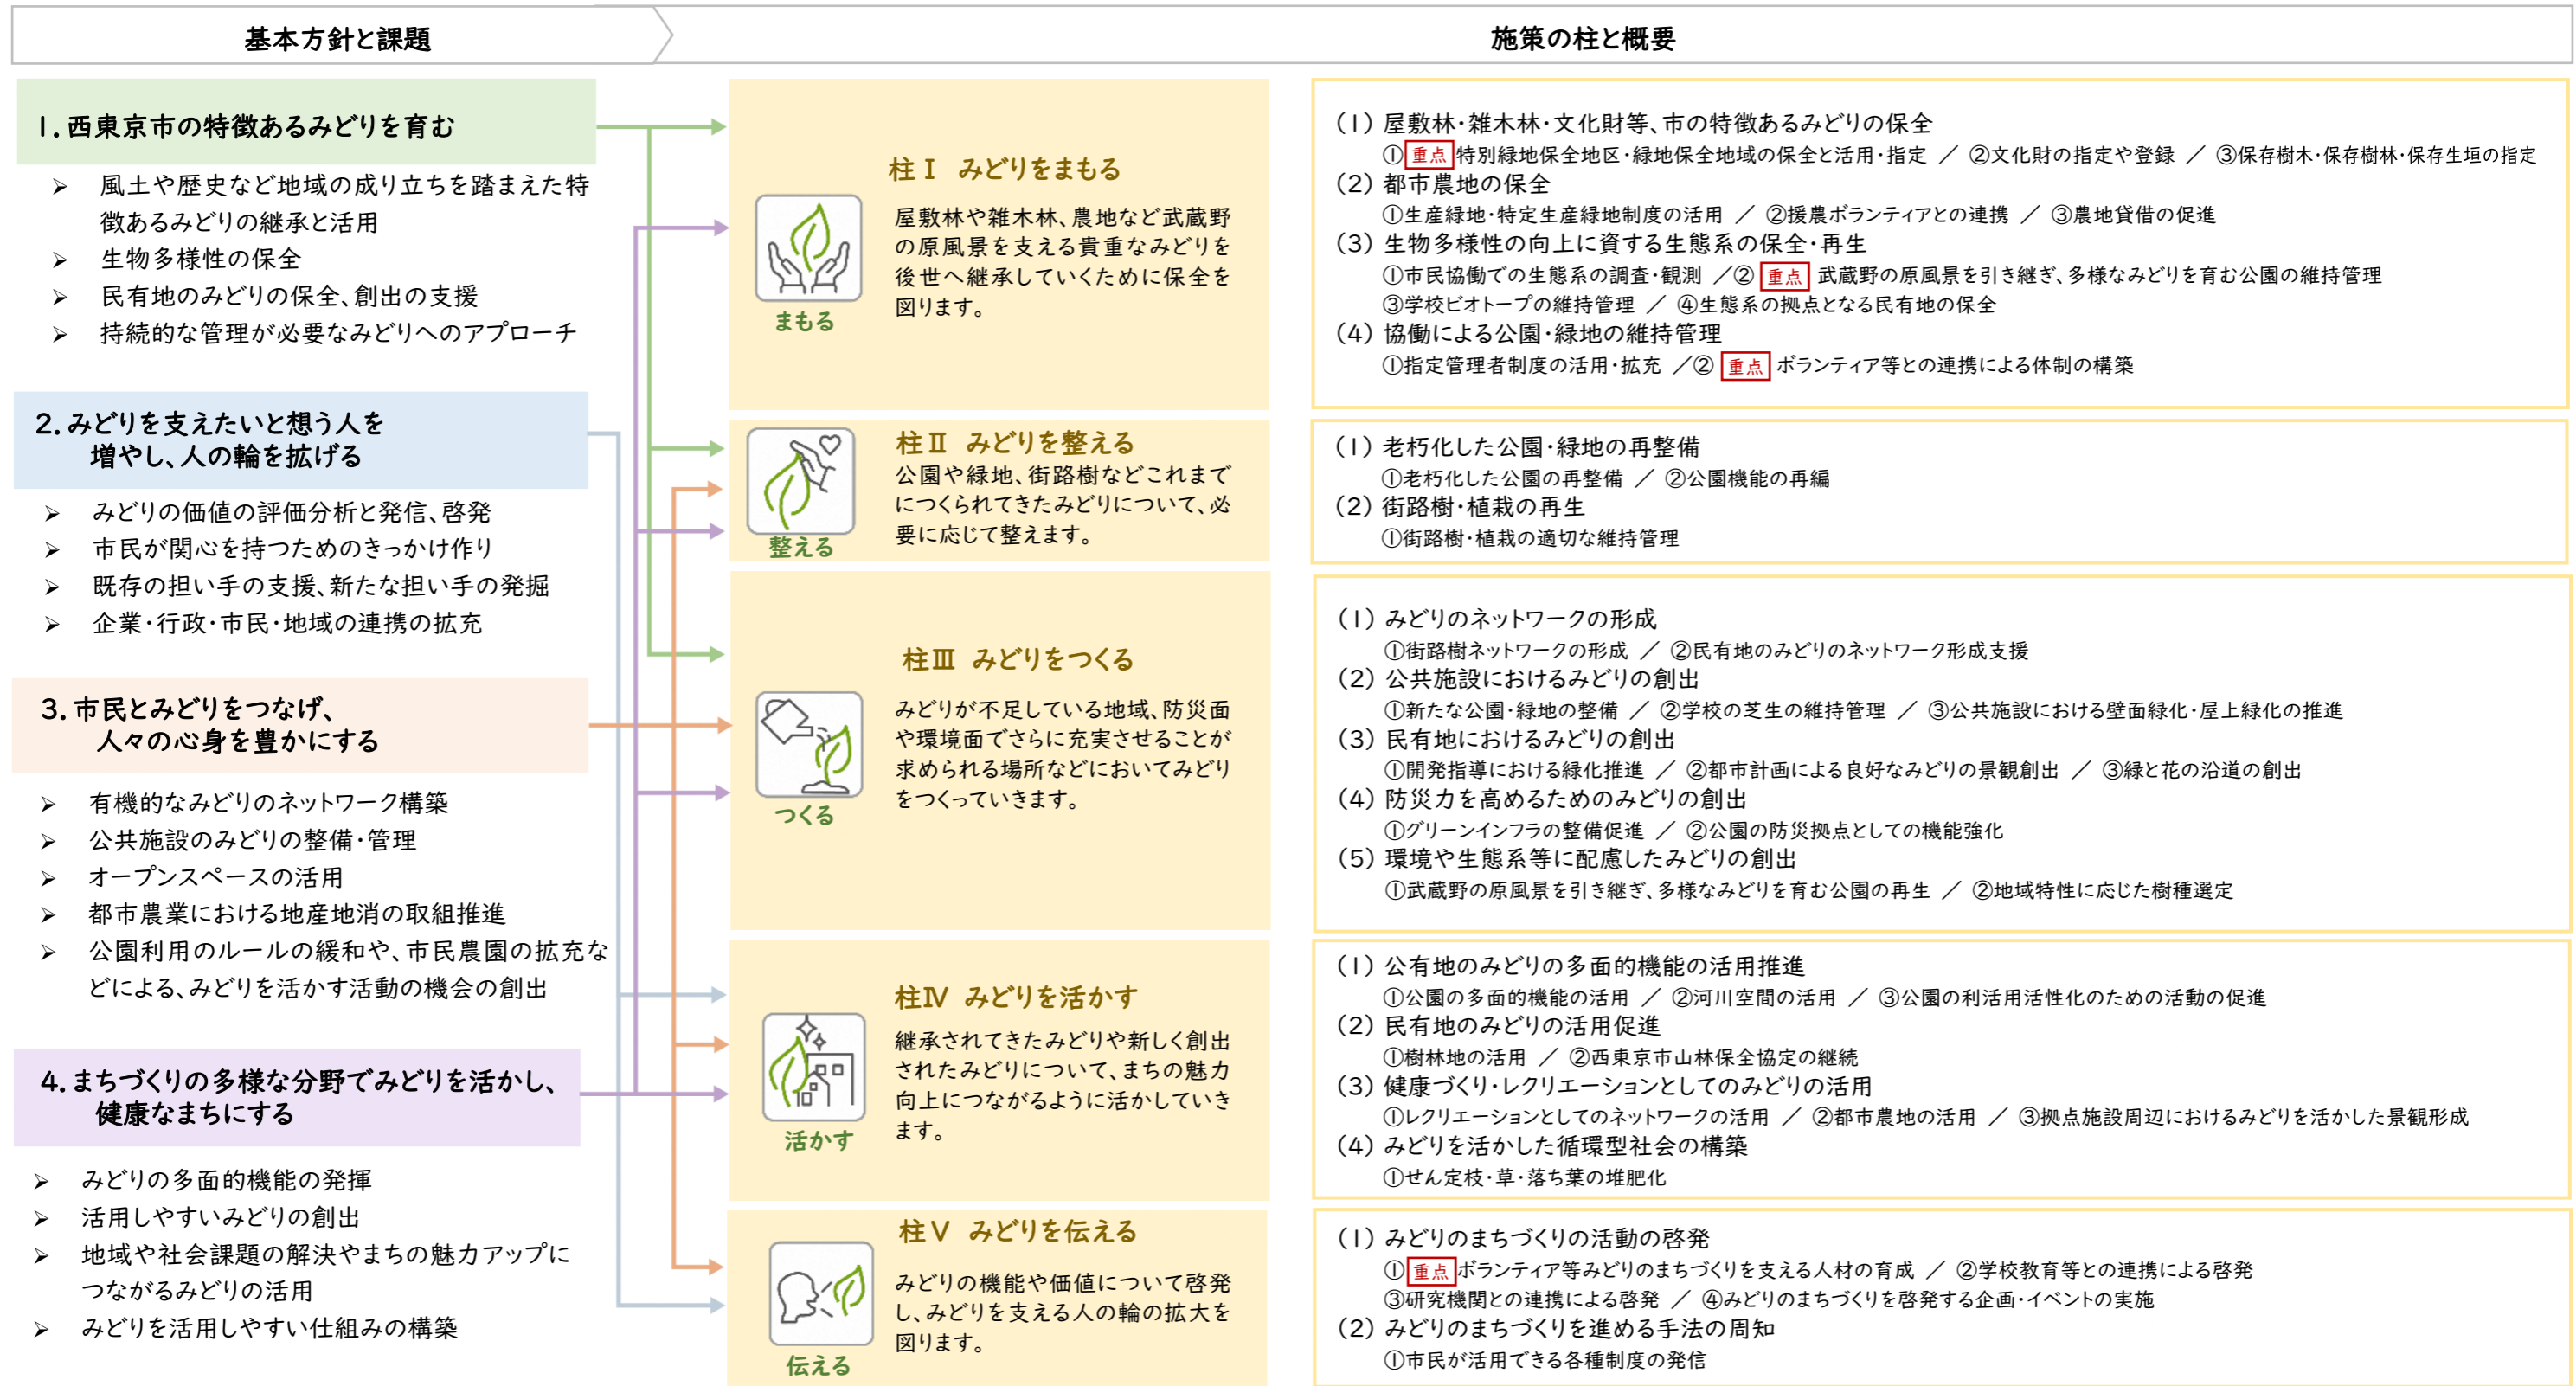 基本方針と課題
施策の柱と概要
1.西東京市の特徴あるみどりを育む
➢ 風土や歴史など地域の成り立ちを踏まえた特
徴あるみどりの継承と活用
➢ 生物多様性の保全
➢ 民有地のみどりの保全、創出の支援
➢ 持続的な管理が必要なみどりへのアプローチ
2.みどりを支えたいと想う人を
増やし、人の輪を拡げる
➢ みどりの価値の評価分析と発信、啓発
➢ 市民が関心を持つためのきっかけ作り
➢ 既存の担い手の支援、新たな担い手の発掘
➢ 企業・行政・市民・地域の連携の拡充
3.市民とみどりをつなげ、
人々の心身を豊かにする
➢ 有機的なみどりのネットワーク構築
➢ 公共施設のみどりの整備・管理
➢ オープンスペースの活用
➢ 都市農業における地産地消の取組推進
➢ 公園利用のルールの緩和や、市民農園の拡充な
どによる、みどりを活かす活動の機会の創出
4.まちづくりの多様な分野でみどりを活かし、
健康なまちにする
➢ みどりの多面的機能の発揮
➢ 活用しやすいみどりの創出
➢ 地域や社会課題の解決やまちの魅力アップに
つながるみどりの活用
➢ みどりを活用しやすい仕組みの構築
柱Ⅰ みどりをまもる
屋敷林や雑木林、農地など武蔵野
の原風景を支える貴重なみどりを
後世へ継承していくために保全を
図ります。
まもる
(1) 屋敷林・雑木林・文化財等、市の特徴あるみどりの保全
①重点 特別緑地保全地区・緑地保全地域の保全と活用・指定 / ②文化財の指定や登録 / ③保存樹木・保存樹林・保存生垣の指定
(2) 都市農地の保全
①生産緑地・特定生産緑地制度の活用 / ②援農ボランティアとの連携 / ③農地貸借の促進
(3) 生物多様性の向上に資する生態系の保全・再生
①市民協働での生態系の調査・観測 /② 重点 武蔵野の原風景を引き継ぎ、多様なみどりを育む公園の維持管理
③学校ビオトープの維持管理 / ④生態系の拠点となる民有地の保全
(4) 協働による公園・緑地の維持管理
①指定管理者制度の活用・拡充 /② 重点 ボランティア等との連携による体制の構築
柱Ⅱ みどりを整える
公園や緑地、街路樹などこれまで
につくられてきたみどりについて、必
要に応じて整えます。
整える
(1) 老朽化した公園・緑地の再整備
①老朽化した公園の再整備 / ②公園機能の再編
(2) 街路樹・植栽の再生
①街路樹・植栽の適切な維持管理
柱Ⅲ みどりをつくる
みどりが不足している地域、防災面
や環境面でさらに充実させることが
求められる場所などにおいてみどり
をつくっていきます。
つくる
(1) みどりのネットワークの形成
①街路樹ネットワークの形成 / ②民有地のみどりのネットワーク形成支援
(2) 公共施設におけるみどりの創出
①新たな公園・緑地の整備 / ②学校の芝生の維持管理 / ③公共施設における壁面緑化・屋上緑化の推進
(3) 民有地におけるみどりの創出
①開発指導における緑化推進 / ②都市計画による良好なみどりの景観創出 / ③緑と花の沿道の創出
(4) 防災力を高めるためのみどりの創出
①グリーンインフラの整備促進 / ②公園の防災拠点としての機能強化
(5) 環境や生態系等に配慮したみどりの創出
①武蔵野の原風景を引き継ぎ、多様なみどりを育む公園の再生 / ②地域特性に応じた樹種選定
柱Ⅳ みどりを活かす
継承されてきたみどりや新しく創出
されたみどりについて、まちの魅力
向上につながるように活かしていき
ます。
活かす
(1) 公有地のみどりの多面的機能の活用推進
①公園の多面的機能の活用 / ②河川空間の活用 / ③公園の利活用活性化のための活動の促進
(2) 民有地のみどりの活用促進
①樹林地の活用 / ②西東京市山林保全協定の継続
(3) 健康づくり・レクリエーションとしてのみどりの活用
①レクリエーションとしてのネットワークの活用 / ②都市農地の活用 / ③拠点施設周辺におけるみどりを活かした景観形成
(4) みどりを活かした循環型社会の構築
①せん定枝・草・落ち葉の堆肥化
柱Ⅴ みどりを伝える
みどりの機能や価値について啓発
し、みどりを支える人の輪の拡大を
図ります。
伝える
(1) みどりのまちづくりの活動の啓発
① 重点 ボランティア等みどりのまちづくりを支える人材の育成 / ②学校教育等との連携による啓発
③研究機関との連携による啓発 / ④みどりのまちづくりを啓発する企画・イベントの実施
(2) みどりのまちづくりを進める手法の周知
①市民が活用できる各種制度の発信